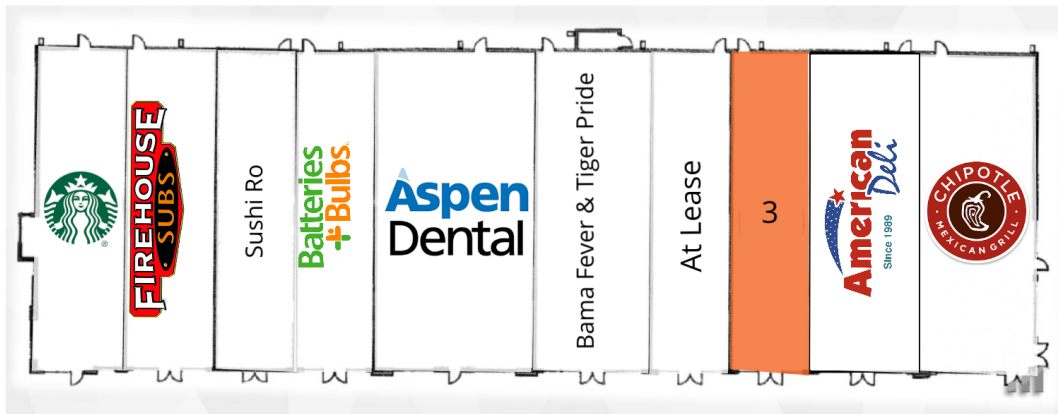 ®
FIREHOUSE
SUBS
Sushi Ro
Batteries
+Bulbs
Aspen
Dental
Bama Fever & Tiger Pride
At Lease
3
American
Deli
Since 1989
CHIPOTLE
MEXICAN GRILL